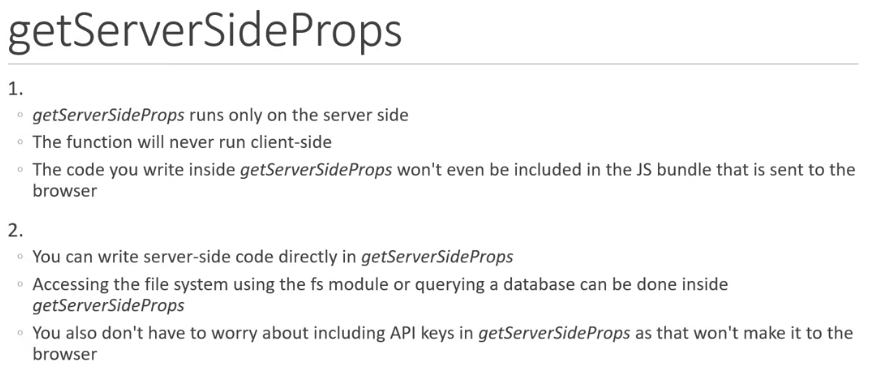 getServerSideProps
1.
◦ getServerSideProps runs only on the server side
◦ The function will never run client-side
◦ The code you write inside getServerSideProps won't even be included in the JS bundle that is sent to the
browser
2.
◦ You can write server-side code directly in getServerSideProps
◦ Accessing the file system using the fs module or querying a database can be done inside
getServerSideProps
◦ You also don't have to worry about including API keys in getServerSideProps as that won't make it to the
browser